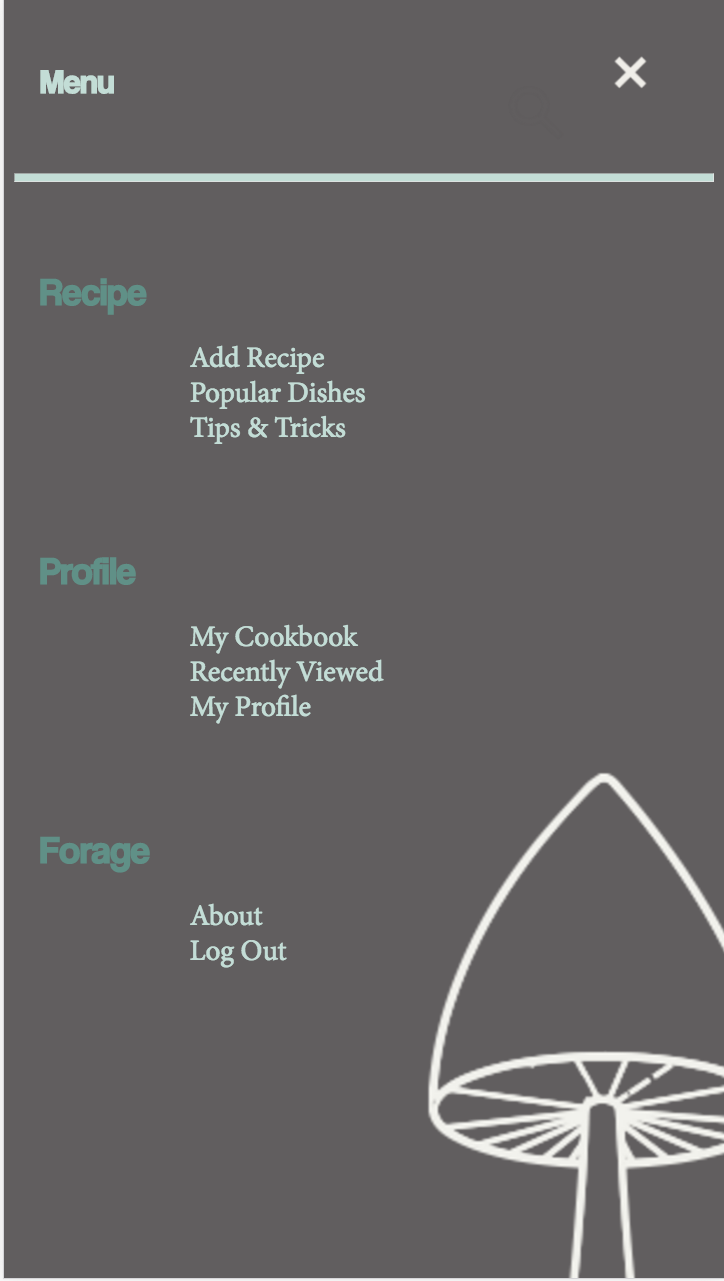 Menu
Recipe
Add Recipe
Popular Dishes
Tips & Tricks
Profile
My Cookbook
Recently Viewed
My Profile
Forage
About
Log Out